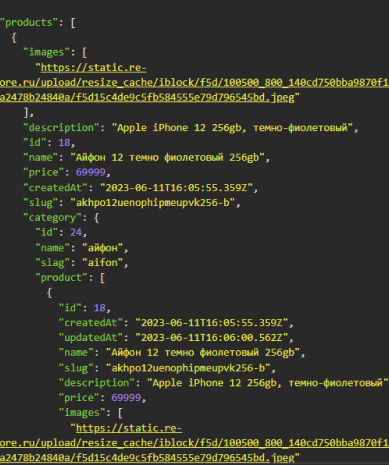 "products": [
{
"images": [
"https://static.re-
ore.ru/upload/resize_cache/iblock/f5d/100500_800_140cd750bba9870f1
a2478b24840a/f5d15c4de9c5fb584555e79d796545bd.jpeg"
],
"description": "Apple iPhone 12 256gb, темно-фиолетовый",
"id": 18,
"name": "Айфон 12 темно фиолетовый 256gb",
"price": 69999,
"createdAt": "2023-06-11T16:05:55.359Z",
"slug": "akhpo12uenophipmeupvk256-b",
"category": {
"id": 24,
"name": "айфон",
"slag": "aifon",
"product": [
{
"id": 18,
"createdAt": "2023-06-11T16:05:55.359Z",
"updatedAt": "2023-06-11T16:06:00.562Z",
"name": "Айфон 12 темно фиолетовый 256gb",
"slug": "akhpo12uenophipmeupvk256-b",
"description": "Apple iPhone 12 256gb, темно-фиолетовый"
"price": 69999,
"images": [
"https://static.re-
ore.ru/upload/resize_cache/iblock/f5d/100500_800_140cd750bba9870f1
a2478b24840a/f5d15c4de9c5fb584555e79d796545bd.jpeg"